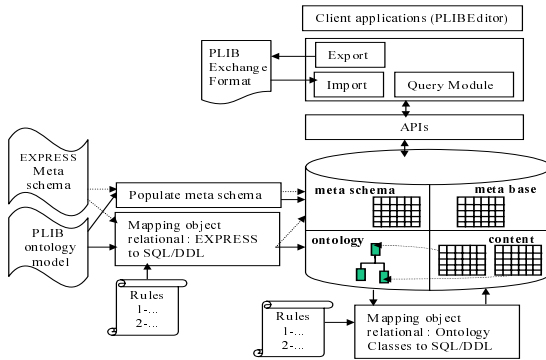 Client applications (PLIBEditor)
PLIB
Exchange
Format
Export
Import
Query Module
APIs
EXPRESS
Meta
schema
PLIB
ontology
model
Populate meta schema
Mapping object
relational : EXPRESS
to SQL/DDL
Rules
1-...
2-...
meta schema
meta base
ontology
content
Rules
1-...
2-...
Mapping object
relational : Ontology
Classes to SQL/DDL